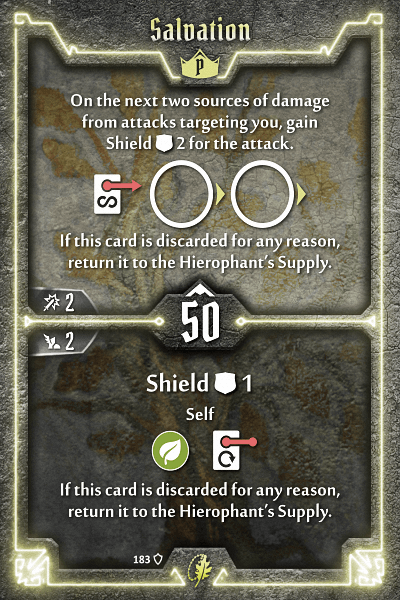 Salvation
P
On the next two sources of damage
from attacks targeting you, gain
Shield 2 for the attack.
If this card is discarded for any reason,
return it to the Hierophant's Supply.
2
50
2
Shield 1
Self
If this card is discarded for any reason,
return it to the Hierophant's Supply.
183